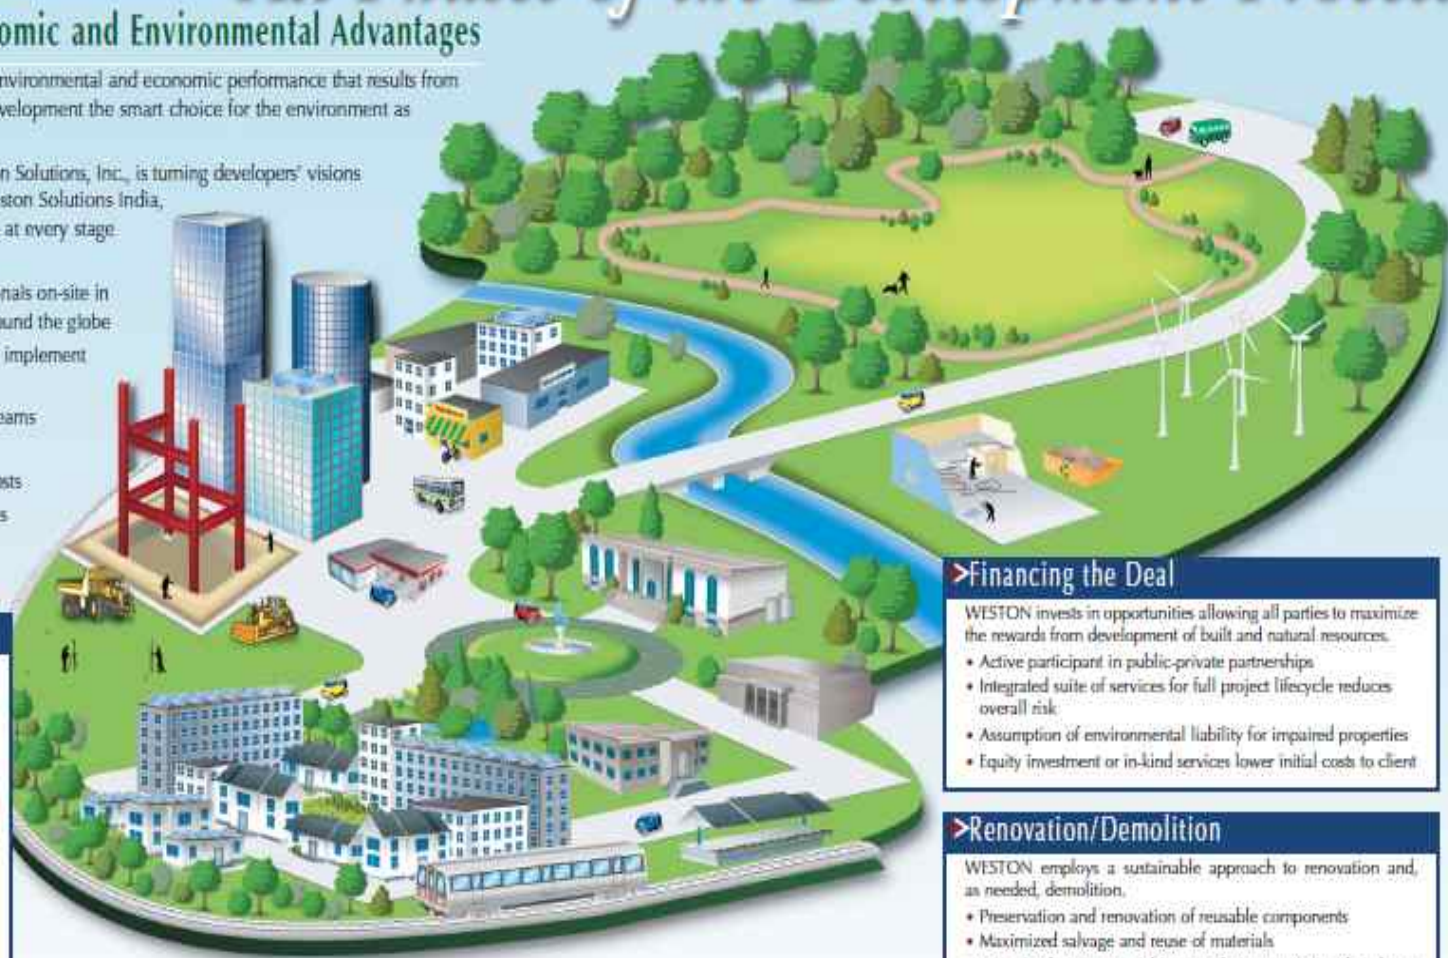 of the Development
omic and Environmental Advantages
nvironmental and economic performance that results from
velopment the smart choice for the environment as
n Solutions, Inc., is turning developers' visions
ston Solutions India,
at every stage
nals on-site in
und the globe
implement
eams
sts
s
>Financing the Deal
WESTON invests in opportunities allowing all parties to maximize
the rewards from development of built and natural resources.
• Active participant in public-private partnerships
• Integrated suite of services for full project lifecycle reduces
overall risk
• Assumption of environmental liability for impaired properties
• Equity investment or in-kind services lower initial costs to client
>Renovation/Demolition
WESTON employs a sustainable approach to renovation and,
as needed, demolition.
• Preservation and renovation of reusable components
• Maximized salvage and reuse of materials